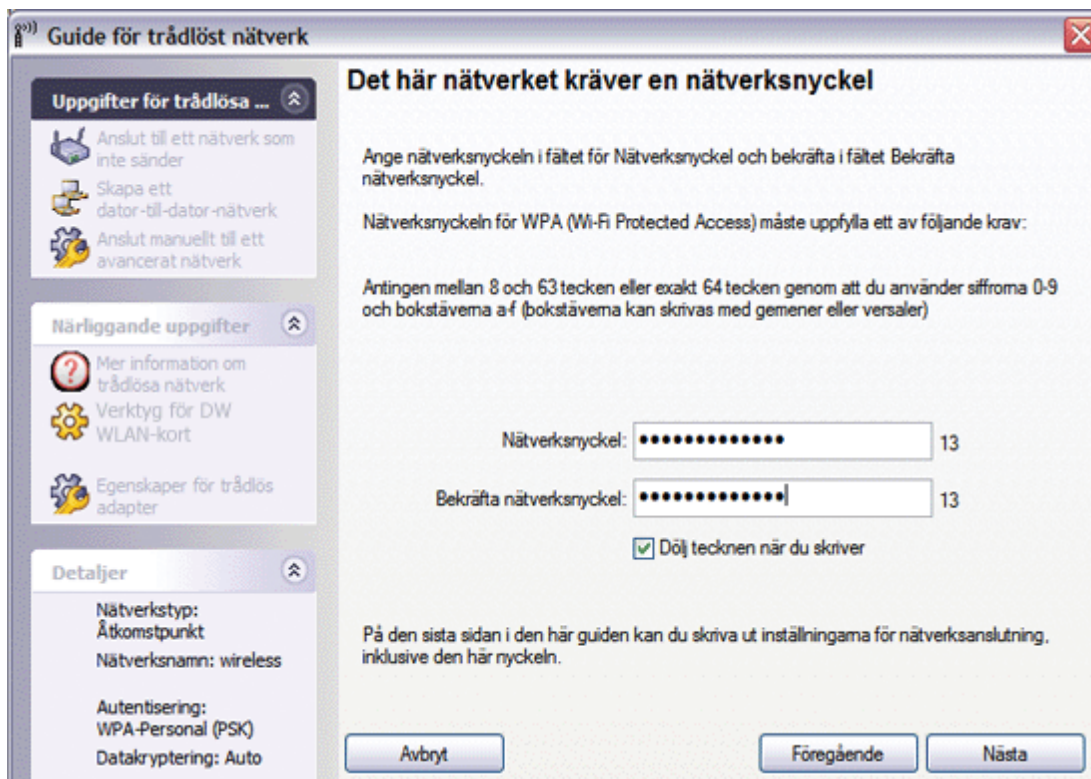 Guide för trådlöst nätverk
Uppgifter för trådlösa ...
Anslut till ett nätverk som
inte sänder
Skapa ett
dator-till-dator-nätverk
Anslut manuellt till ett
avancerat nätverk
Närliggande uppgifter
Mer information om
trådlösa nätverk
Verktyg för DW
WLAN-kort
Egenskaper för trådlös
adapter
Detaljer
Nätverkstyp:
Åtkomstpunkt
Nätverksnamn: wireless
Autentisering:
WPA-Personal (PSK)
Datakryptering: Auto
Det här nätverket kräver en nätverksnyckel
Ange nätverksnyckeln i fältet för Nätverksnyckel och bekräfta i fältet Bekräfta
nätverksnyckel.
Nätverksnyckeln för WPA (Wi-Fi Protected Access) måste uppfylla ett av följande krav:
Antingen mellan 8 och 63 tecken eller exakt 64 tecken genom att du använder siffrorna 0-9
och bokstäverna a-f (bokstäverna kan skrivas med gemener eller versaler)
Nätverksnyckel: ••••••••••••• 13
Bekräfta nätverksnyckel: ••••••••••••• 13
Dölj tecknen när du skriver
På den sista sidan i den här guiden kan du skriva ut inställningarna för nätverksanslutning,
inklusive den här nyckeln.
Avbryt
Föregående
Nästa